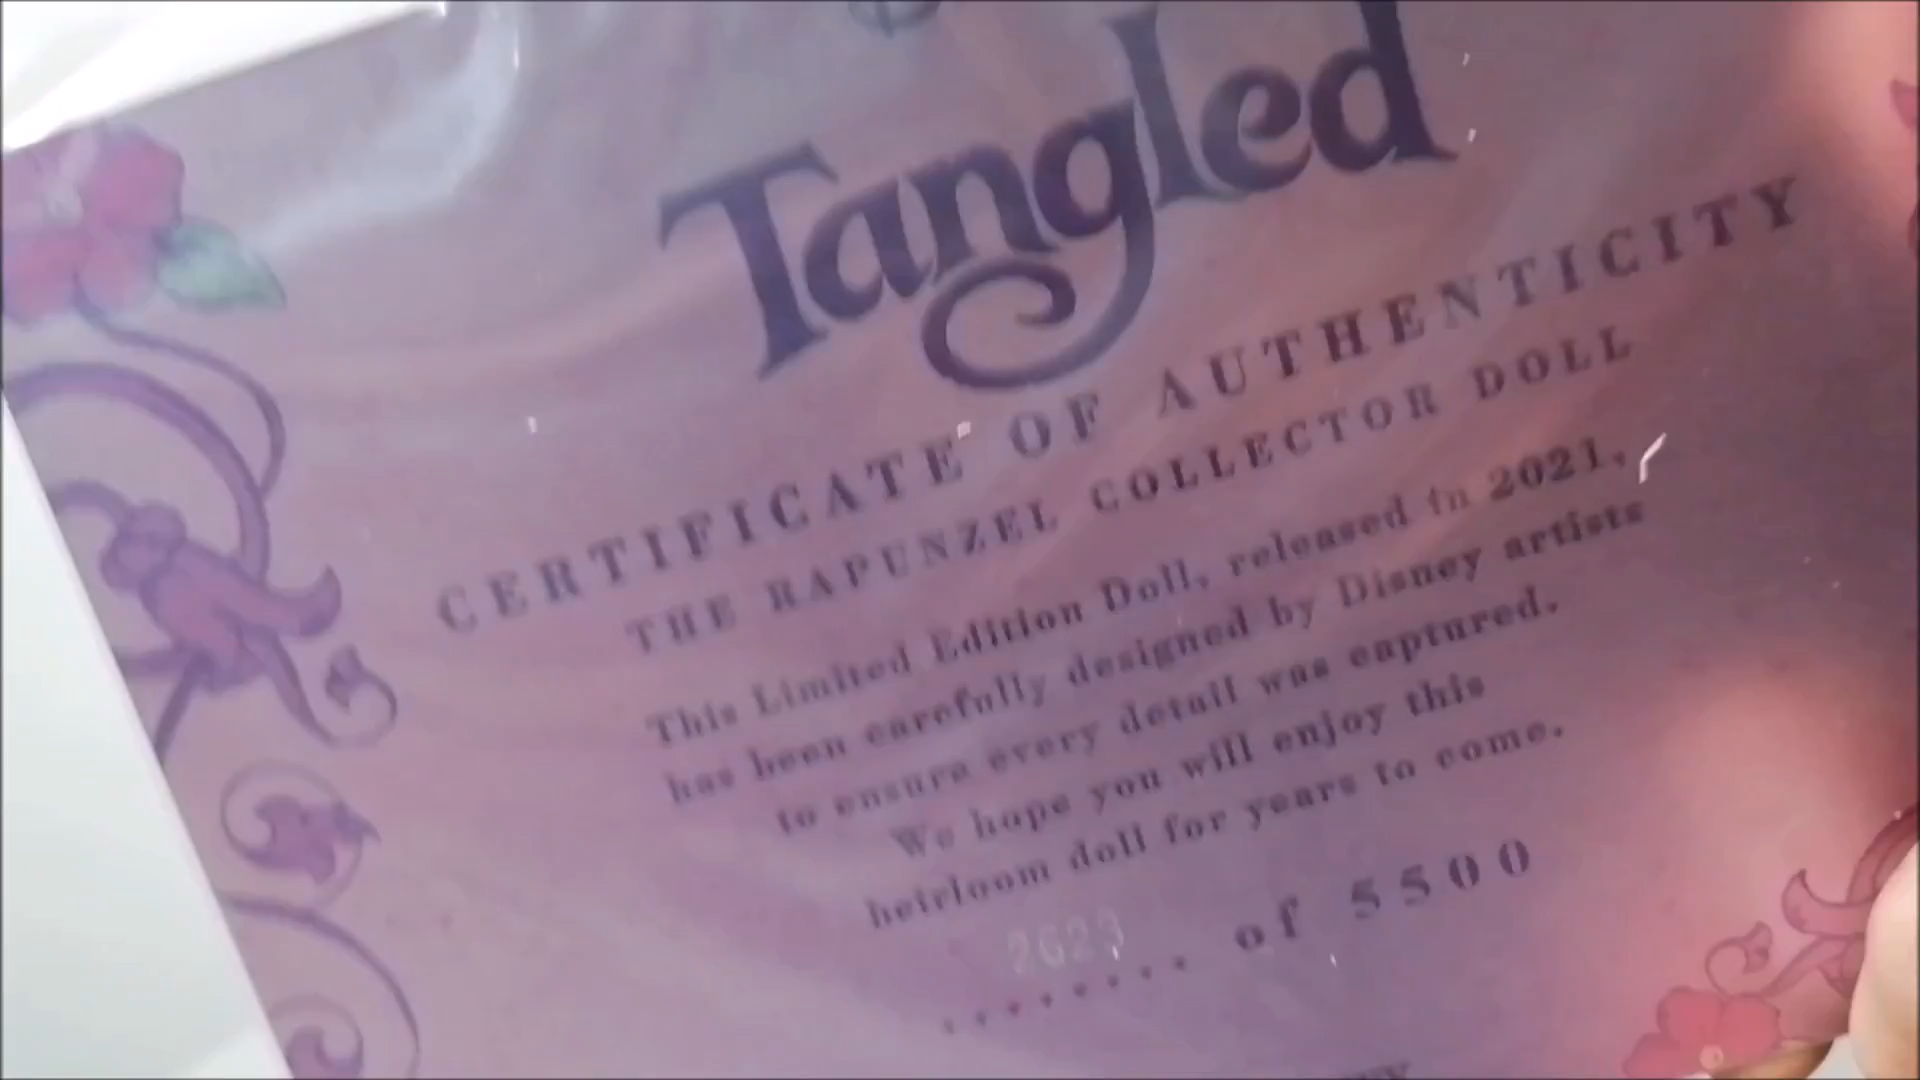 Tangled
CERTIFICATE OF AUTHENTICITY
THE RAPUNZEL COLLECTOR DOLL
This Limited Edition Doll, released in 2021,
has been carefully designed by Disney artists
to ensure every detail was captured.
We hope you will enjoy this
heirloom doll for years to come.
........ of 5500